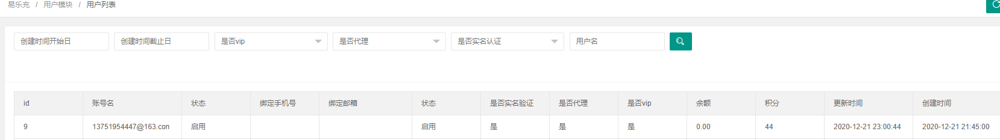 易乐充 / 用户模块 / 用户列表
创建时间开始日 创建时间截止日 是否vip 是否代理 是否实名认证 用户名
id 账号名 状态 绑定手机号 绑定邮箱 状态 是否实名验证 是否代理 是否vip 余额 积分 更新时间 创建时间
9 13751954447@163.con 启用 启用 是 是 是 0.00 44 2020-12-21 23:00:44 2020-12-21 21:45:00